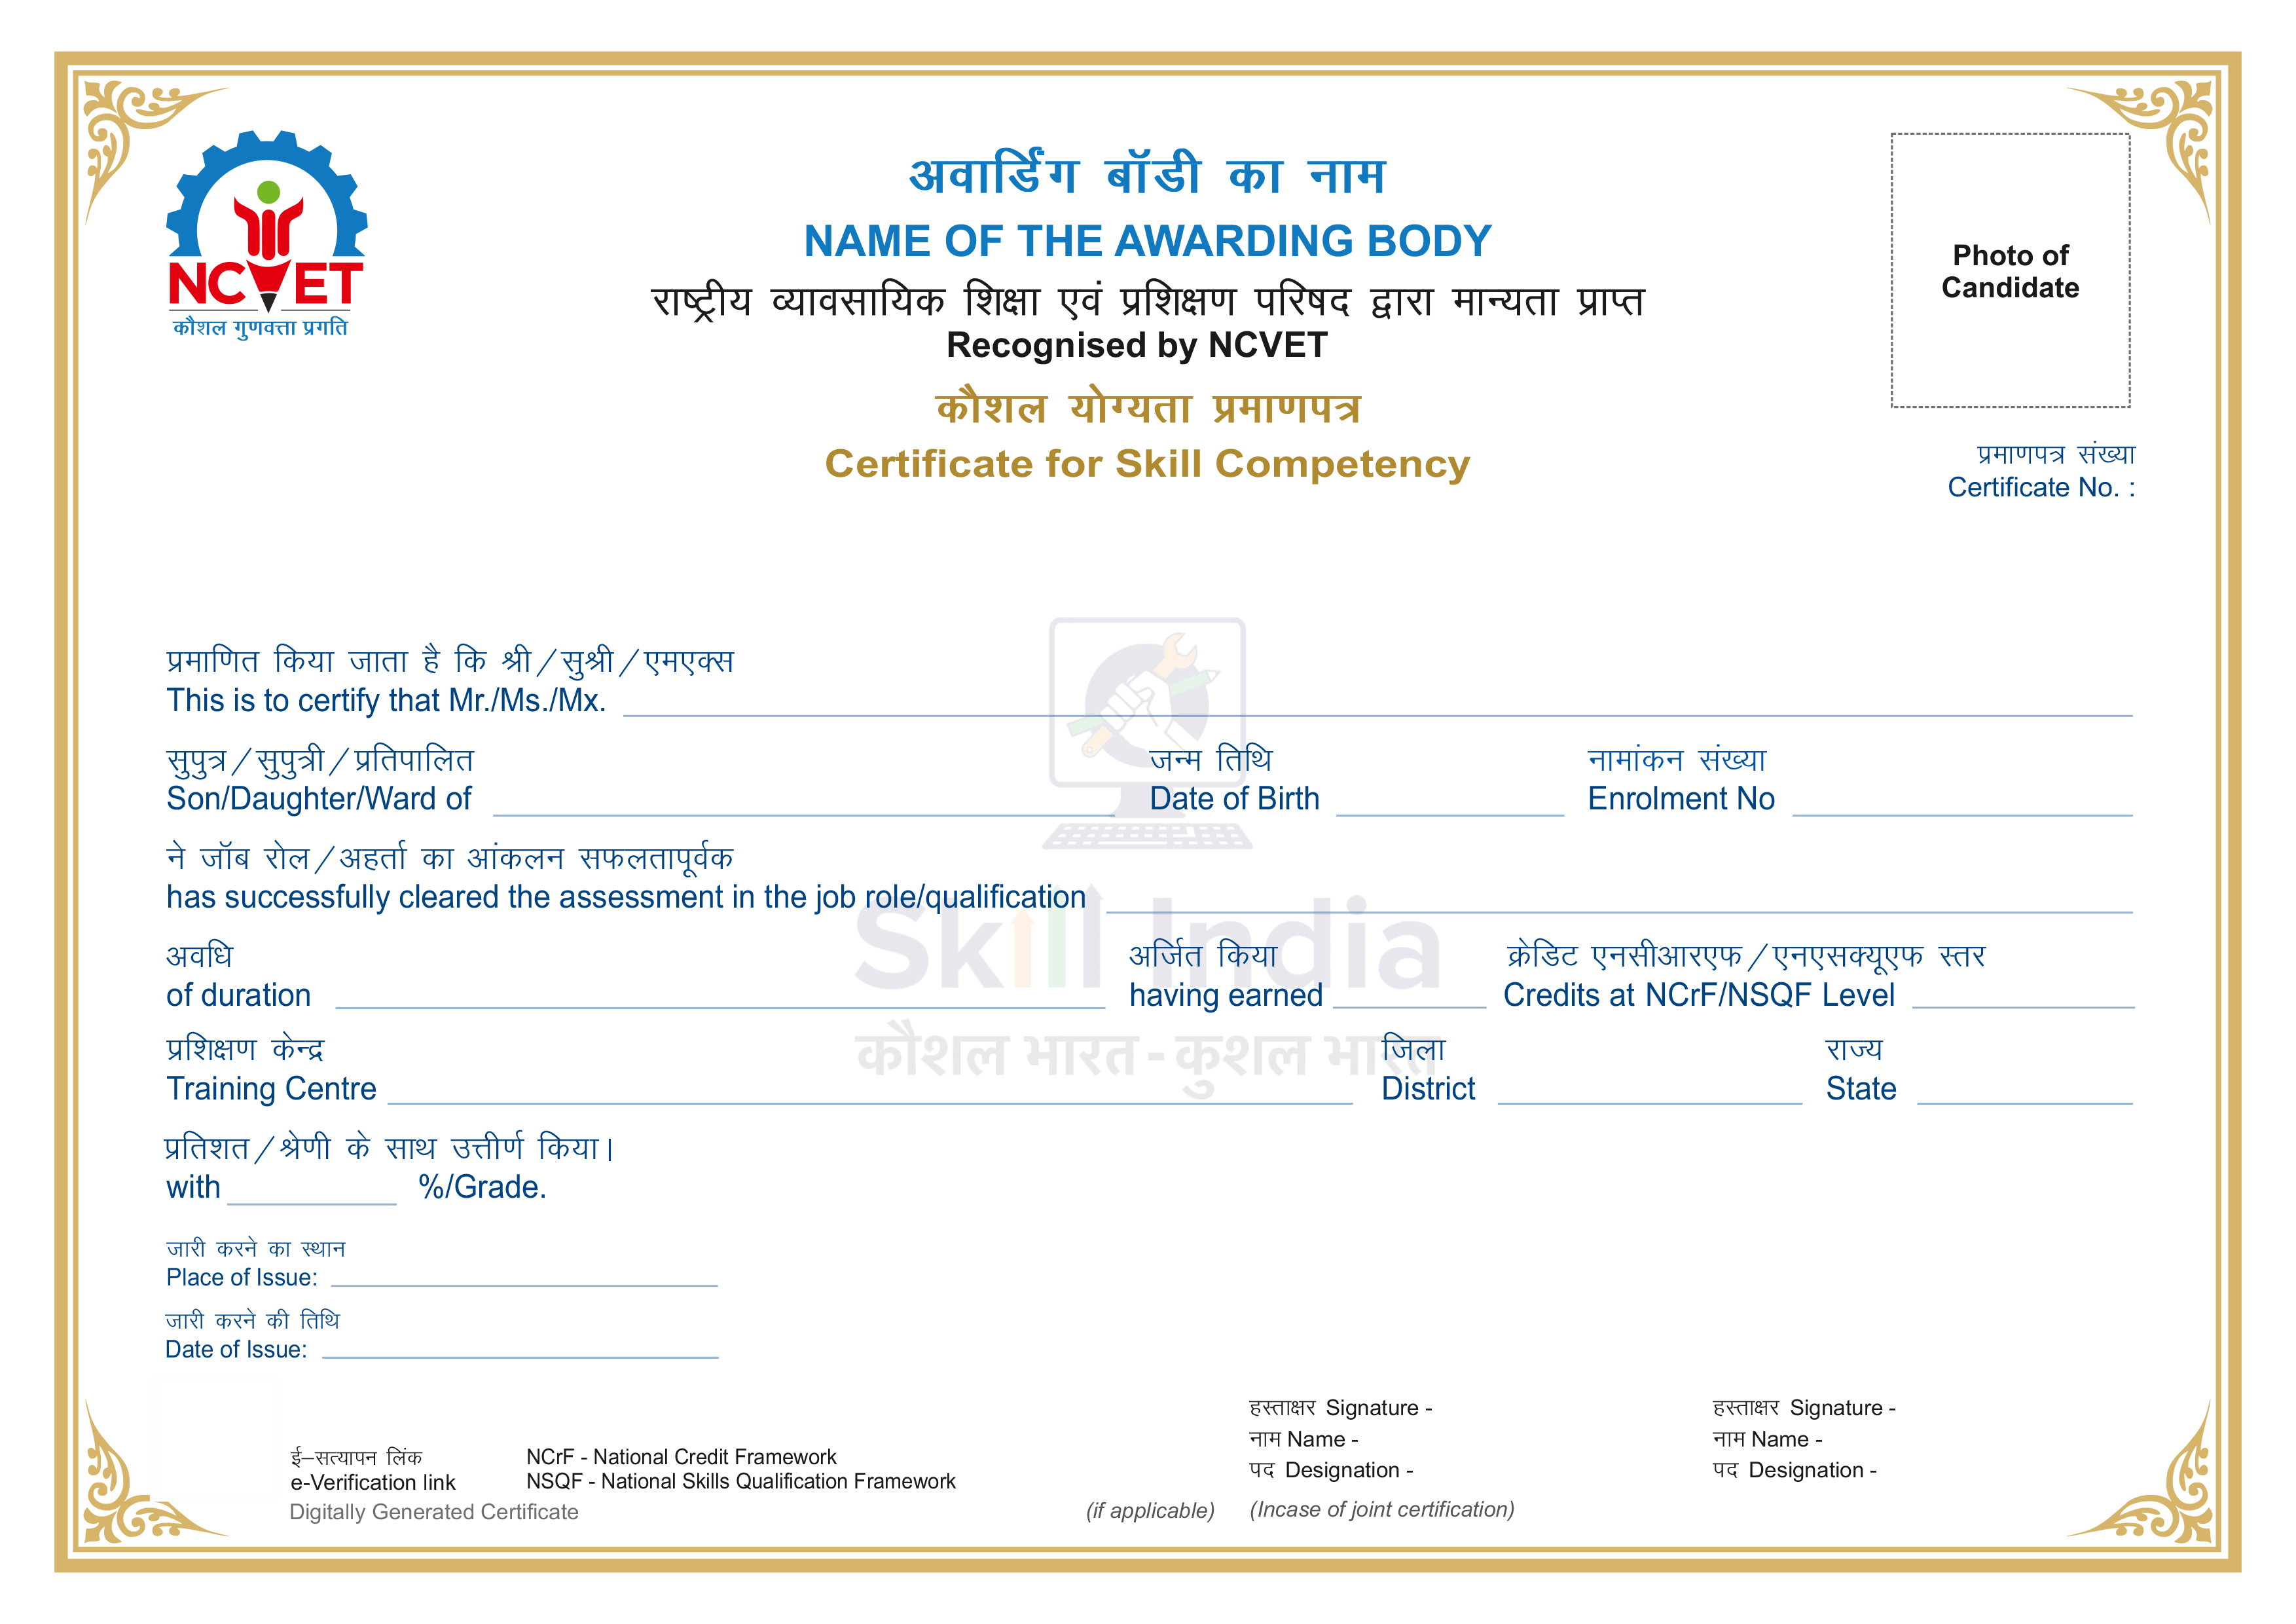 NCVET
कौशल गुणवत्ता प्रगति
अवार्डिंग बॉडी का नाम
NAME OF THE AWARDING BODY
राष्ट्रीय व्यावसायिक शिक्षा एवं प्रशिक्षण परिषद द्वारा मान्यता प्राप्त
Recognised by NCVET
कौशल योग्यता प्रमाणपत्र
Certificate for Skill Competency
Photo of
Candidate
प्रमाणपत्र संख्या
Certificate No. :
प्रमाणित किया जाता है कि श्री/सुश्री/एमएक्स
This is to certify that Mr./Ms./Mx.
सुपुत्र/सुपुत्री/प्रतिपालित जन्म तिथि नामांकन संख्या
Son/Daughter/Ward of Date of Birth Enrolment No
ने जॉब रोल/अहर्ता का आंकलन सफलतापूर्वक
has successfully cleared the assessment in the job role/qualification
Skill India
अवधि अर्जित किया क्रेडिट एनसीआरएफ/एनएसक्यूएफ स्तर
of duration having earned Credits at NCrF/NSQF Level
कौशल भारत-कुशल भारत
प्रशिक्षण केन्द्र जिला राज्य
Training Centre District State
प्रतिशत/श्रेणी के साथ उत्तीर्ण किया।
with %/Grade.
जारी करने का स्थान
Place of Issue:
जारी करने की तिथि
Date of Issue:
ई–सत्यापन लिंक
e-Verification link
Digitally Generated Certificate
NCrF - National Credit Framework
NSQF - National Skills Qualification Framework
(if applicable)
हस्ताक्षर Signature -
नाम Name -
पद Designation -
(Incase of joint certification)
हस्ताक्षर Signature -
नाम Name -
पद Designation -